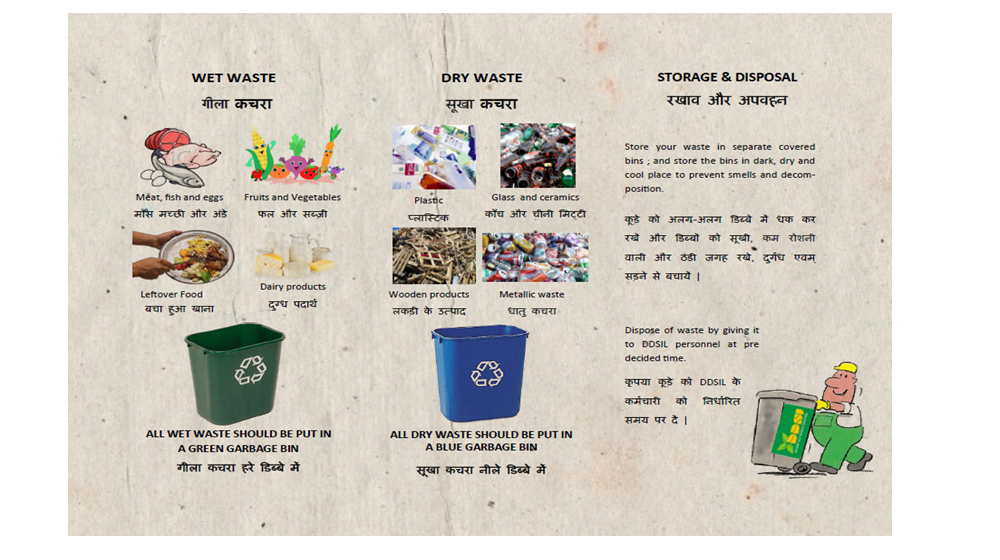 WET WASTE
गीला कचरा
Meat, fish and eggs
माँस मच्छी और अंडे
Fruits and Vegetables
फल और सब्ज़ी
Leftover Food
बचा हुआ खाना
Dairy products
दुग्ध पदार्थ
ALL WET WASTE SHOULD BE PUT IN
A GREEN GARBAGE BIN
गीला कचरा हरे डिब्बे में
DRY WASTE
सूखा कचरा
Plastic
प्लास्टिक
Glass and ceramics
काँच और चीनी मिट्टी
Wooden products
लकड़ी के उत्पाद
Metallic waste
धातु कचरा
ALL DRY WASTE SHOULD BE PUT IN
A BLUE GARBAGE BIN
सूखा कचरा नीले डिब्बे में
STORAGE & DISPOSAL
रखाव और अपवहन
Store your waste in separate covered
bins ; and store the bins in dark, dry and
cool place to prevent smells and decom-
position.
कूड़े को अलग-अलग डिब्बे में धक कर
रखें और डिब्बों को सूखी, कम रोशनी
वाली और ठंडी जगह रखे, दुर्गंध एवम्
सड़ने से बचायें |
Dispose of waste by giving it
to DDSIL personnel at pre
decided time.
कृपया कूड़े को DDSIL के
कर्मचारी को निर्धारित
समय पर दें |